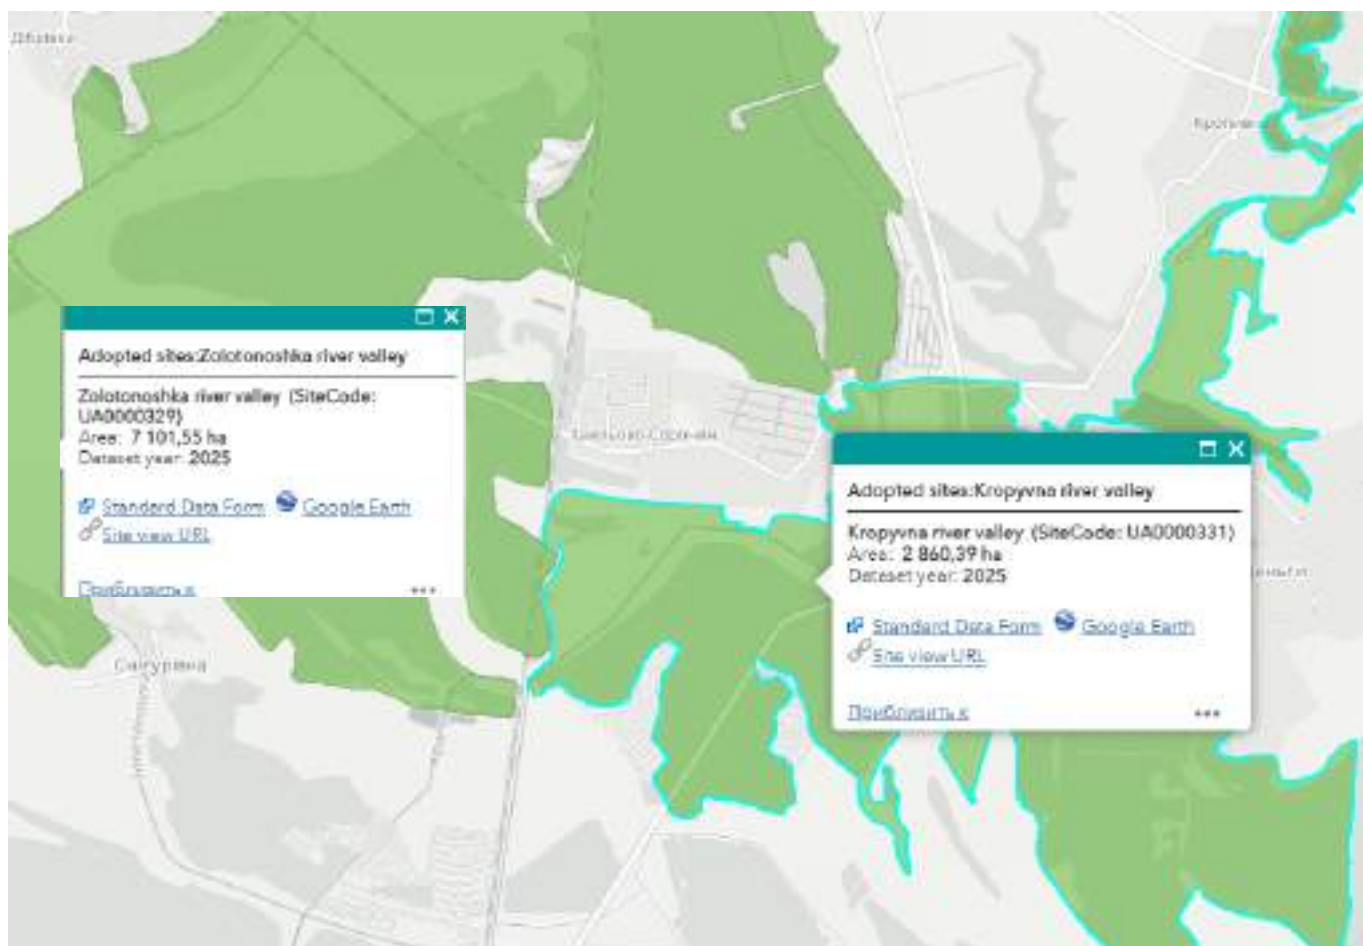 Adopted sites:Zolotonoshka river valley
Zolotonoshka river valley (SiteCode:
UA0000329)
Area: 7 101,55 ha
Dataset year: 2025
Standard Data Form Google Earth
Site view URL
Приблизить к
Adopted sites:Kropyvna river valley
Kropyvna river valley (SiteCode: UA0000331)
Area: 2 860,39 ha
Dataset year: 2025
Standard Data Form Google Earth
Site view URL
Приблизить к